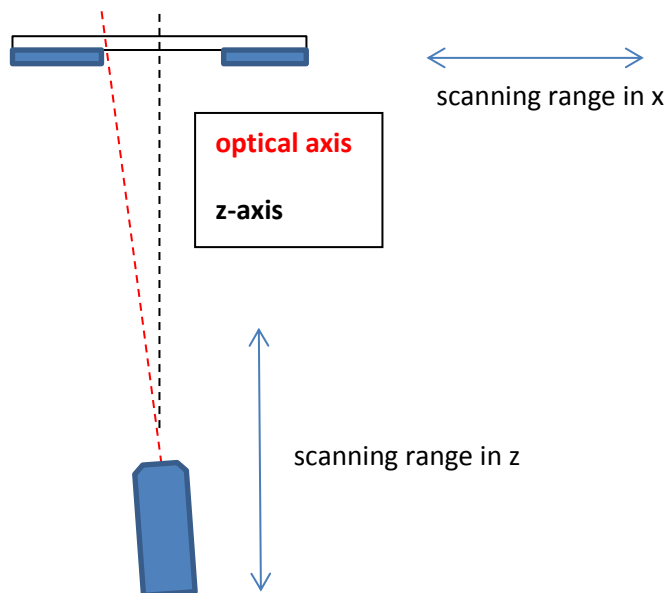 scanning range in x
optical axis
z-axis
scanning range in z